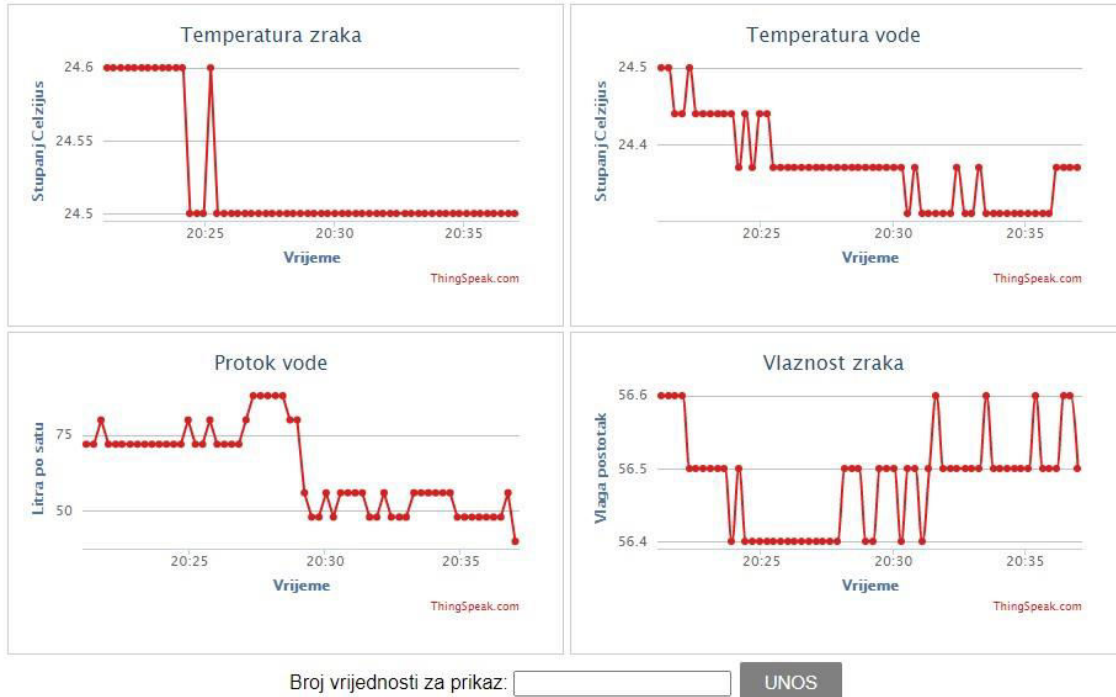 Temperatura zraka
Stupanj Celzijus
24.6
24.55
24.5
20:25 20:30 20:35
Vrijeme
ThingSpeak.com
Temperatura vode
Stupanj Celzijus
24.5
24.4
20:25 20:30 20:35
Vrijeme
ThingSpeak.com
Protok vode
Litra po satu
75
50
20:25 20:30 20:35
Vrijeme
ThingSpeak.com
Vlaznost zraka
Vlaga postotak
56.6
56.5
56.4
20:25 20:30 20:35
Vrijeme
ThingSpeak.com
Broj vrijednosti za prikaz: UNOS